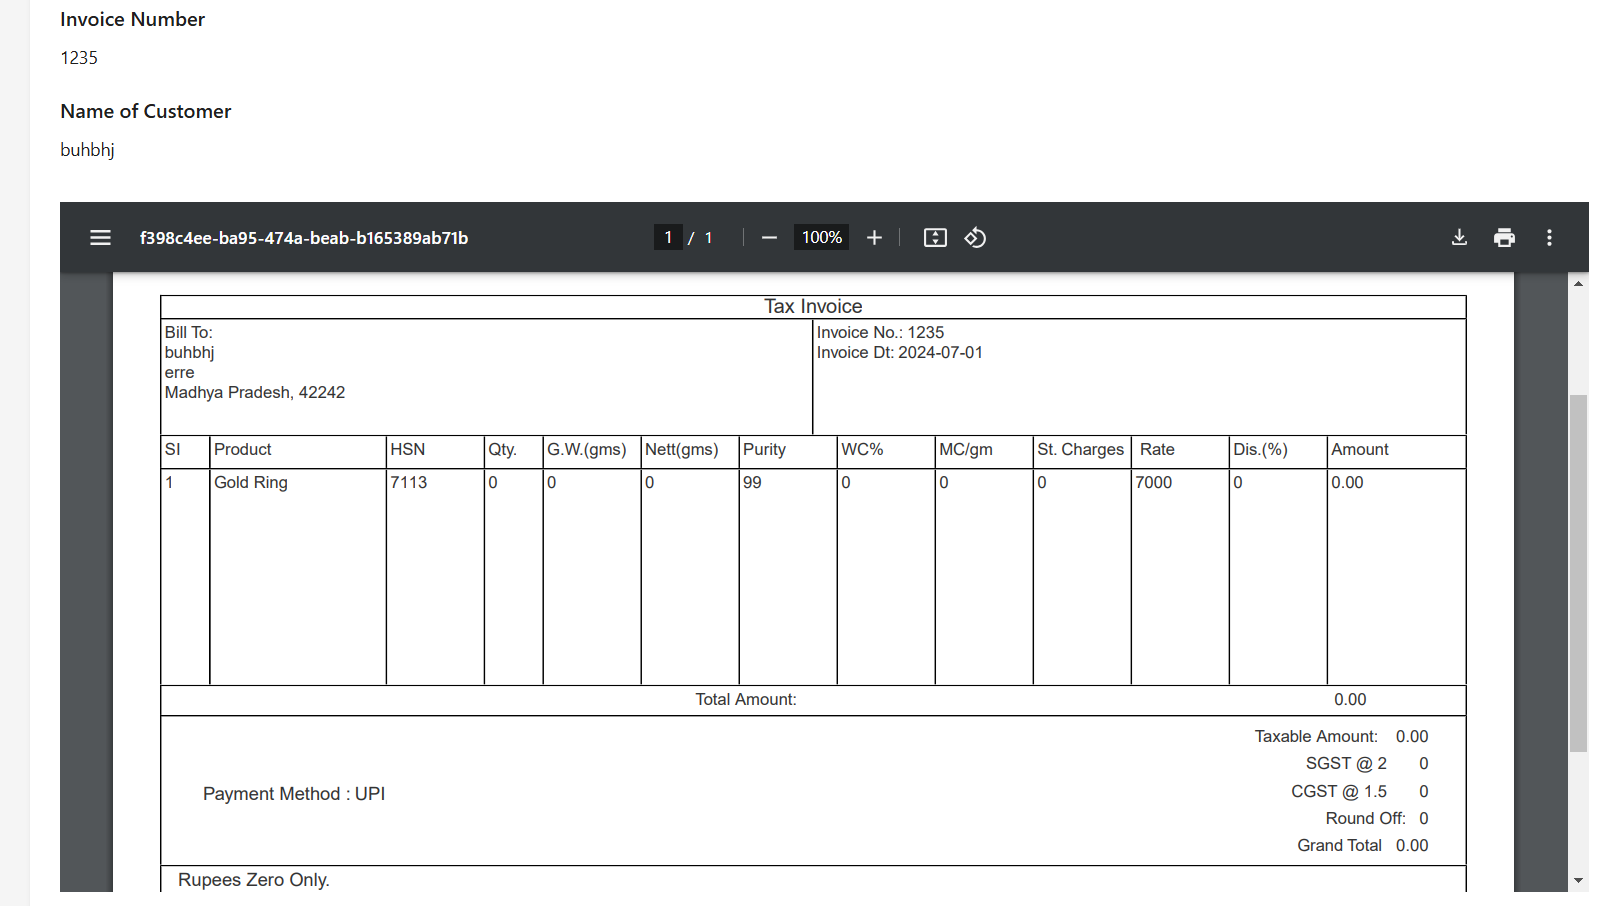 Invoice Number
1235
Name of Customer
buhbhj
f398c4ee-ba95-474a-beab-b165389ab71b 1 / 1 100%
Tax Invoice
Bill To:
buhbhj
erre
Madhya Pradesh, 42242
Invoice No.: 1235
Invoice Dt: 2024-07-01
SI Product HSN Qty. G.W.(gms) Nett(gms) Purity WC% MC/gm St. Charges Rate Dis.(%) Amount
1 Gold Ring 7113 0 0 0 99 0 0 0 7000 0 0.00
Total Amount: 0.00
Taxable Amount: 0.00
SGST @ 2 0
CGST @ 1.5 0
Round Off: 0
Grand Total 0.00
Payment Method : UPI
Rupees Zero Only.